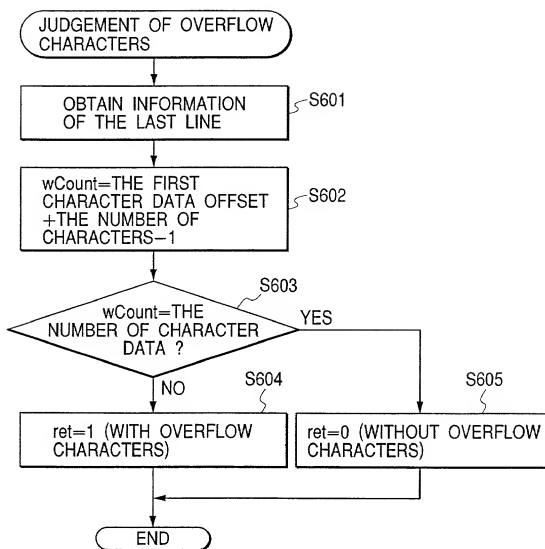 JUDGEMENT OF OVERFLOW
CHARACTERS
OBTAIN INFORMATION
OF THE LAST LINE
S601
wCount=THE FIRST
CHARACTER DATA OFFSET
+THE NUMBER OF
CHARACTERS-1
S602
S603
wCount=THE
NUMBER OF CHARACTER
DATA ?
YES
NO
S604
ret=1 (WITH OVERFLOW
CHARACTERS)
S605
ret=0 (WITHOUT OVERFLOW
CHARACTERS)
END